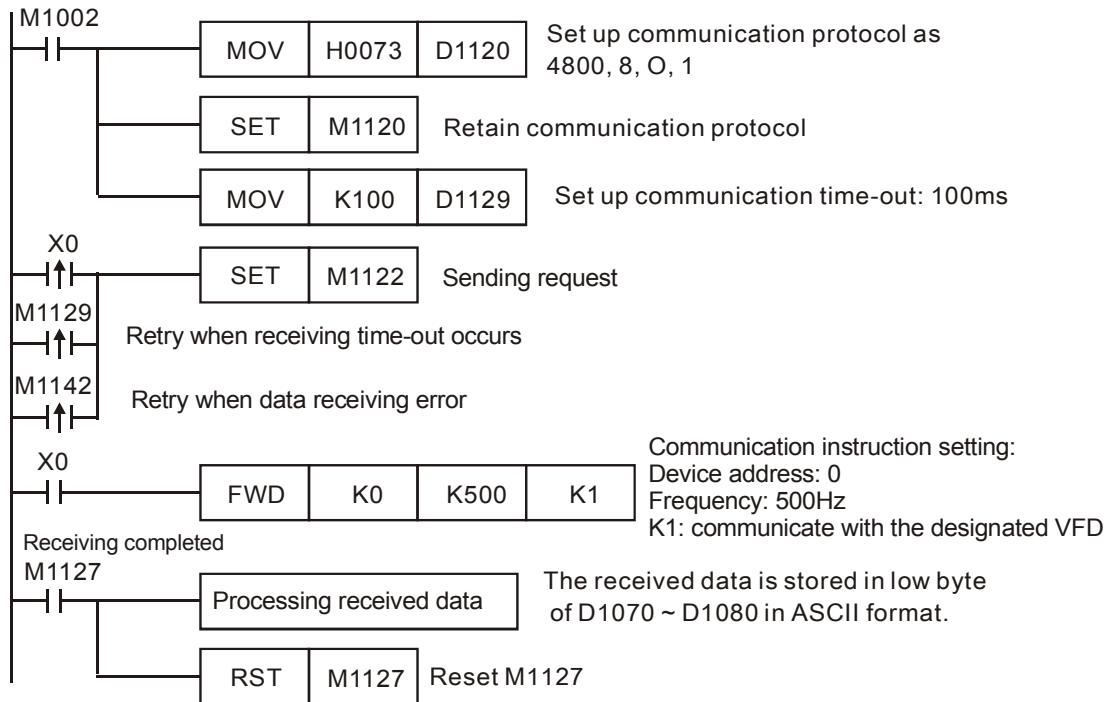 M1002
MOV H0073 D1120 Set up communication protocol as
4800, 8, O, 1
SET M1120 Retain communication protocol
MOV K100 D1129 Set up communication time-out: 100ms
X0
SET M1122 Sending request
M1129
Retry when receiving time-out occurs
M1142
Retry when data receiving error
X0
FWD K0 K500 K1
Communication instruction setting:
Device address: 0
Frequency: 500Hz
K1: communicate with the designated VFD
Receiving completed
M1127
Processing received data
The received data is stored in low byte
of D1070 ~ D1080 in ASCII format.
RST M1127 Reset M1127